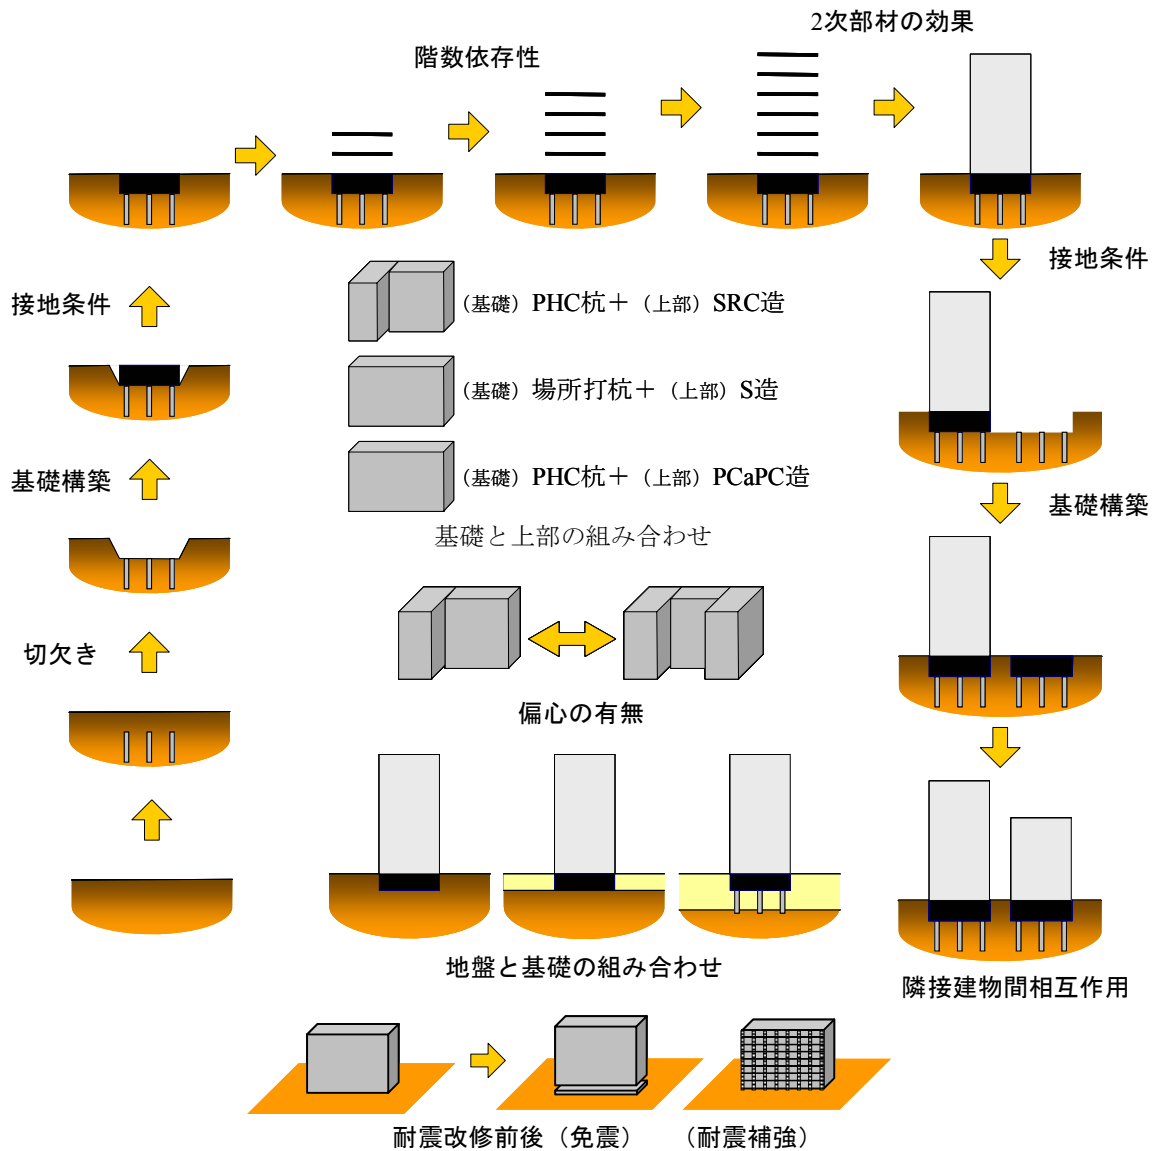 2次部材の効果
階数依存性
接地条件
接地条件
(基礎) PHC杭＋ (上部) SRC造
(基礎) 場所打杭＋ (上部) S造
(基礎) PHC杭＋ (上部) PCaPC造
基礎と上部の組み合わせ
基礎構築
基礎構築
切欠き
偏心の有無
地盤と基礎の組み合わせ
隣接建物間相互作用
耐震改修前後（免震） （耐震補強）